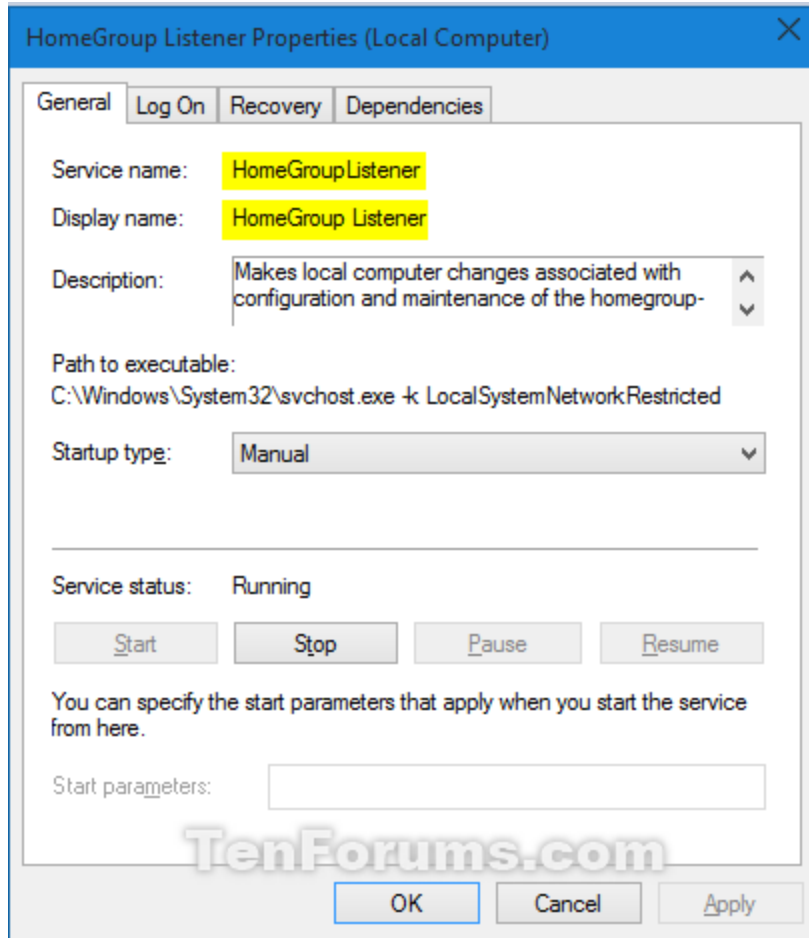 HomeGroup Listener Properties (Local Computer)
General Log On Recovery Dependencies
Service name: HomeGroupListener
Display name: HomeGroup Listener
Description: Makes local computer changes associated with
configuration and maintenance of the homegroup-
Path to executable:
C:\Windows\System32\svchost.exe -k LocalSystemNetworkRestricted
Startup type: Manual
Service status: Running
Start Stop Pause Resume
You can specify the start parameters that apply when you start the service
from here.
Start parameters:
TenForums.com
OK Cancel Apply